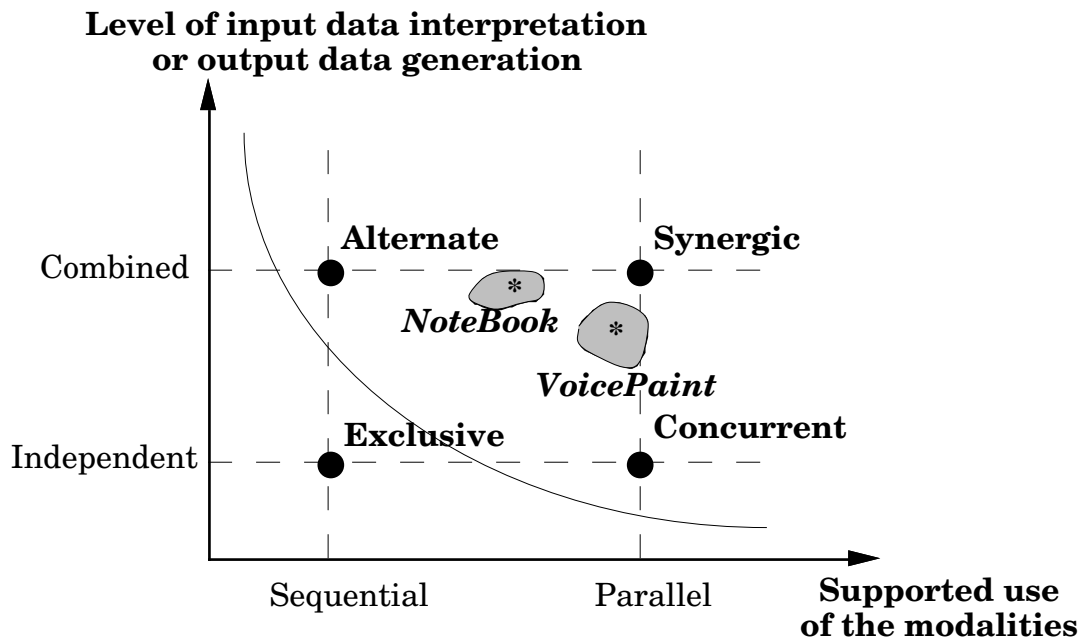 Level of input data interpretation
or output data generation
Alternate
Synergic
Combined
*
NoteBook
*
VoicePaint
Exclusive
Concurrent
Independent
Sequential
Parallel
Supported use
of the modalities